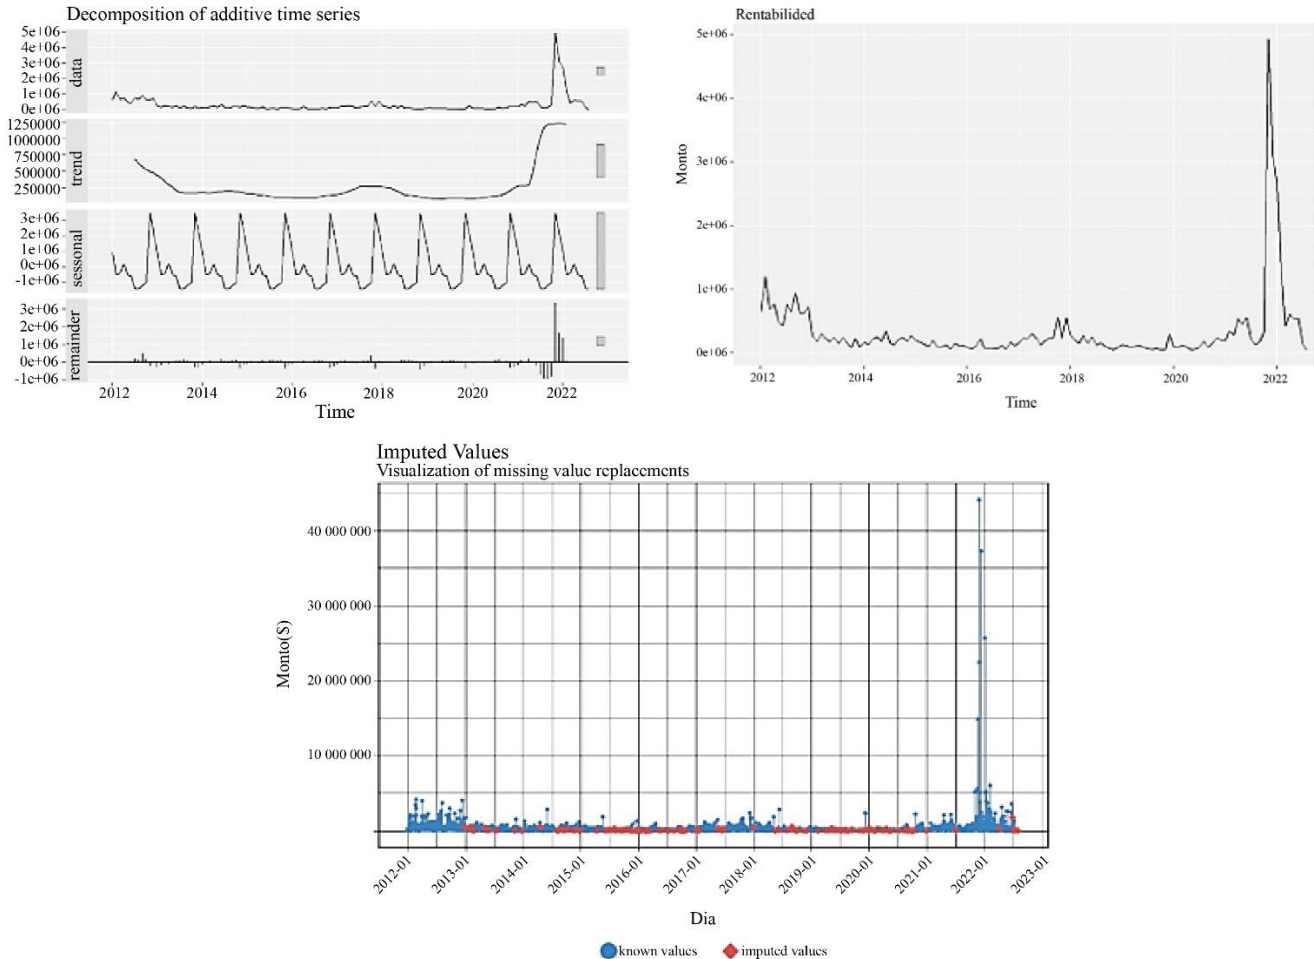 Decomposition of additive time series
data
5e+06
4e+06
3e+06
2e+06
1e+06
0e+06
trend
1250000
1000000
750000
500000
250000
sessonal
3e+06
2e+06
1e+06
0e+06
-1e+06
remainder
3e+06
2e+06
1e+06
0e+06
-1e+06
2012 2014 2016 2018 2020 2022
Time
Rentabilided
Monto
5e+06
4e+06
3e+06
2e+06
1e+06
0e+06
2012 2014 2016 2018 2020 2022
Time
Imputed Values
Visualization of missing value replacements
Monto($)
40 000 000
30 000 000
20 000 000
10 000 000
2012-01 2013-01 2014-01 2015-01 2016-01 2017-01 2018-01 2019-01 2020-01 2021-01 2022-01 2023-01
Dia
known values imputed values